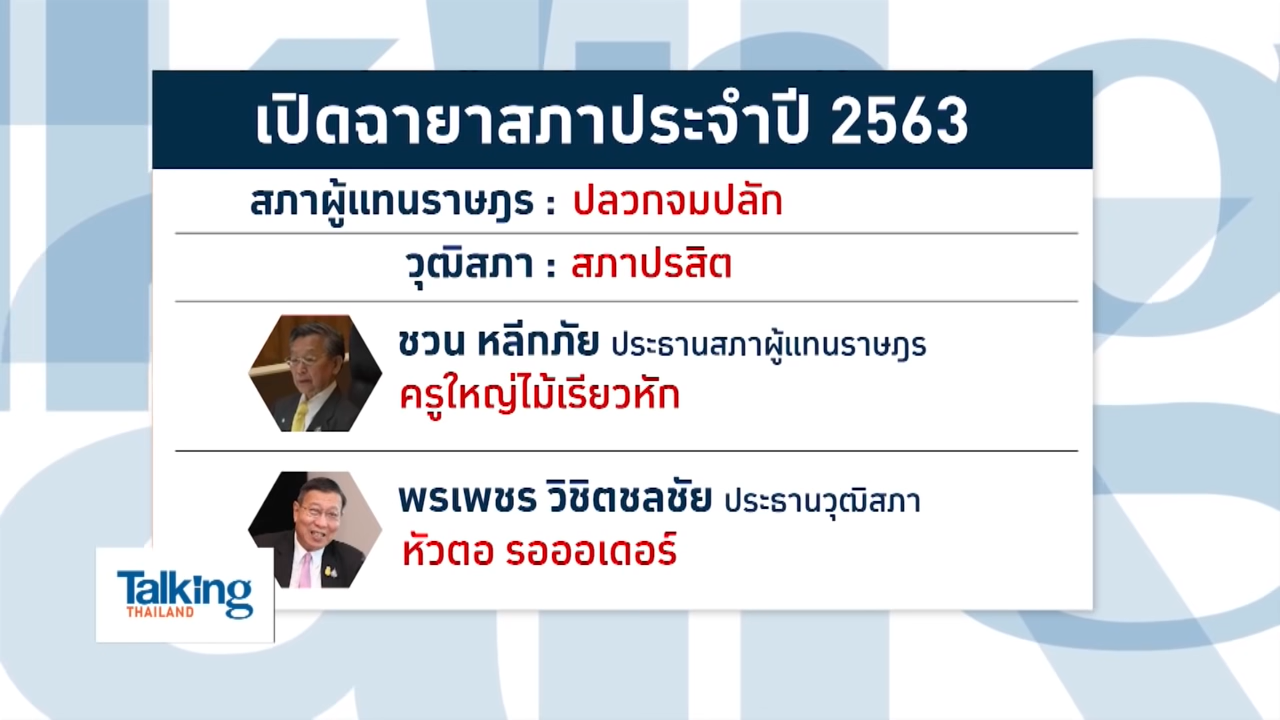 เปิดฉายาสภาประจำปี 2563
สภาผู้แทนราษฎร : ปลวกจมปลัก
วุฒิสภา : สภาปรสิต
ชวน หลีกภัย ประธานสภาผู้แทนราษฎร
ครูใหญ่ไม้เรียวหัก
พรเพชร วิชิตชลชัย ประธานวุฒิสภา
หัวตอ รอออเดอร์
Talking
THAILAND